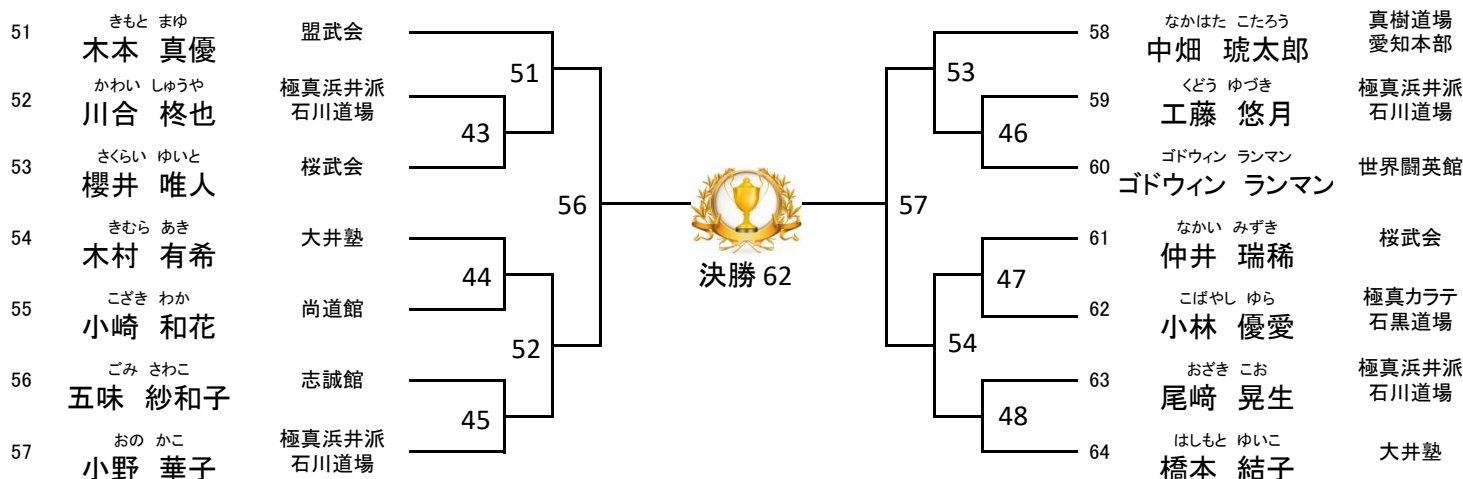 51
きもと まゆ
木本 真優
盟武会
52
かわい しゅうや
川合 柊也
極真浜井派
石川道場
53
さくらい ゆいと
櫻井 唯人
桜武会
54
きむら あき
木村 有希
大井塾
55
こざき わか
小崎 和花
尚道館
56
ごみ さわこ
五味 紗和子
志誠館
57
おの かこ
小野 華子
極真浜井派
石川道場
51
43
56
44
52
45
決勝 62
53
46
57
47
54
48
58
なかはた こたろう
中畑 琥太郎
真樹道場
愛知本部
59
くどう ゆづき
工藤 悠月
極真浜井派
石川道場
60
ゴドウィン ランマン
ゴドウィン ランマン
世界闘英館
61
なかい みずき
仲井 瑞稀
桜武会
62
こばやし ゆら
小林 優愛
極真カラテ
石黒道場
63
おざき こお
尾﨑 晃生
極真浜井派
石川道場
64
はしもと ゆいこ
橋本 結子
大井塾